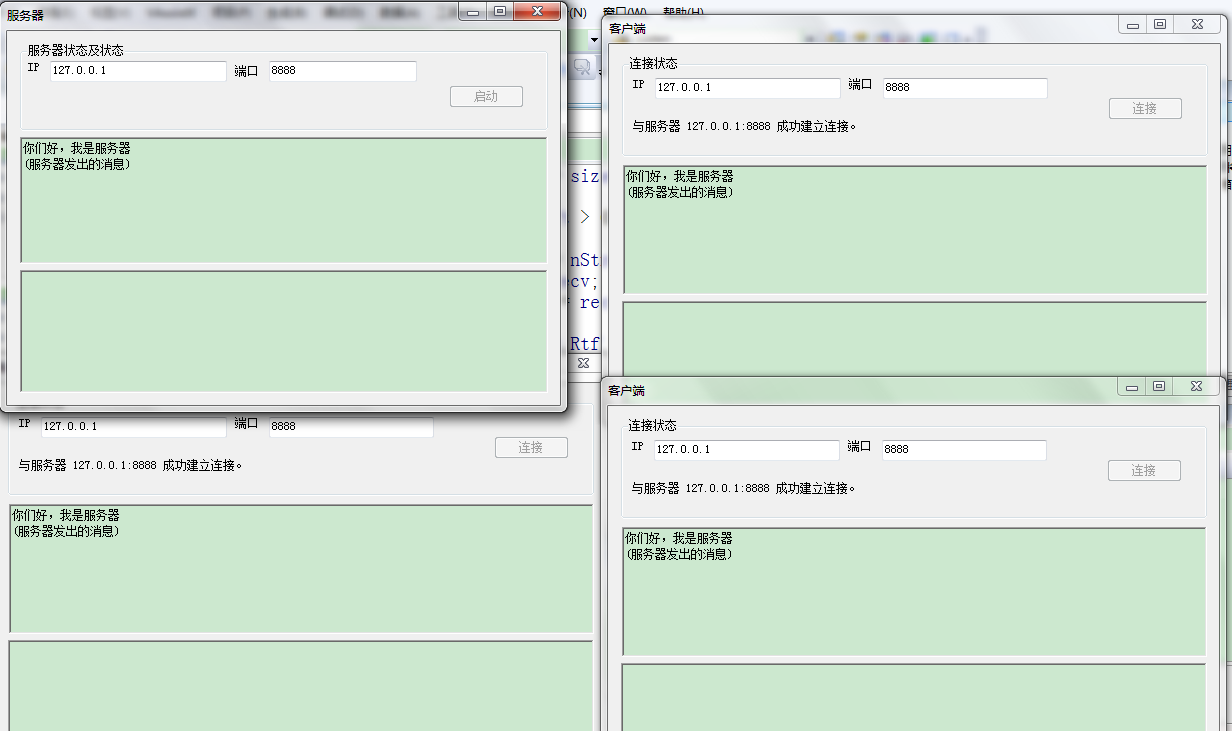 服务器
服务器状态及状态
IP 127.0.0.1 端口 8888
启动
你们好，我是服务器
(服务器发出的消息)
(N) 窗口(W) 帮助(H)
siz
>
nSt
cv;
re
Rtf
客户端
连接状态
IP 127.0.0.1 端口 8888
连接
与服务器 127.0.0.1:8888 成功建立连接。
你们好，我是服务器
(服务器发出的消息)
IP 127.0.0.1 端口 8888
连接
与服务器 127.0.0.1:8888 成功建立连接。
你们好，我是服务器
(服务器发出的消息)
客户端
连接状态
IP 127.0.0.1 端口 8888
连接
与服务器 127.0.0.1:8888 成功建立连接。
你们好，我是服务器
(服务器发出的消息)